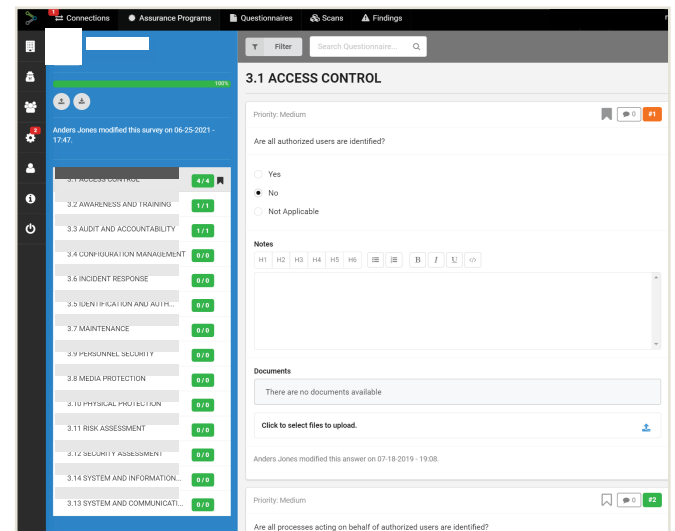 1
Connections
Assurance Programs
Questionnaires
Scans
Findings
Filter
Search Questionnaire...
100%
Anders Jones modified this survey on 06-25-2021 -
17:47.
3
3.1 ACCESS CONTROL
4 / 4
3.2 AWARENESS AND TRAINING
1 / 1
3.3 AUDIT AND ACCOUNTABILITY
1 / 1
3.4 CONFIGURATION MANAGEMENT
0 / 0
3.6 INCIDENT RESPONSE
0 / 0
3.5 IDENTIFICATION AND AUTH...
0 / 0
3.7 MAINTENANCE
0 / 0
3.9 PERSONNEL SECURITY
0 / 0
3.8 MEDIA PROTECTION
0 / 0
3.10 PHYSICAL PROTECTION
0 / 0
3.11 RISK ASSESSMENT
0 / 0
3.12 SECURITY ASSESSMENT
0 / 0
3.14 SYSTEM AND INFORMATION...
0 / 0
3.13 SYSTEM AND COMMUNICATI...
0 / 0
3.1 ACCESS CONTROL
Priority: Medium
0
#1
Are all authorized users are identified?
Yes
No
Not Applicable
Notes
H1 H2 H3 H4 H5 H6 B I U </>
Documents
There are no documents available
Click to select files to upload.
Anders Jones modified this answer on 07-18-2019 - 19:08.
Priority: Medium
0
#2
Are all processes acting on behalf of authorized users are identified?